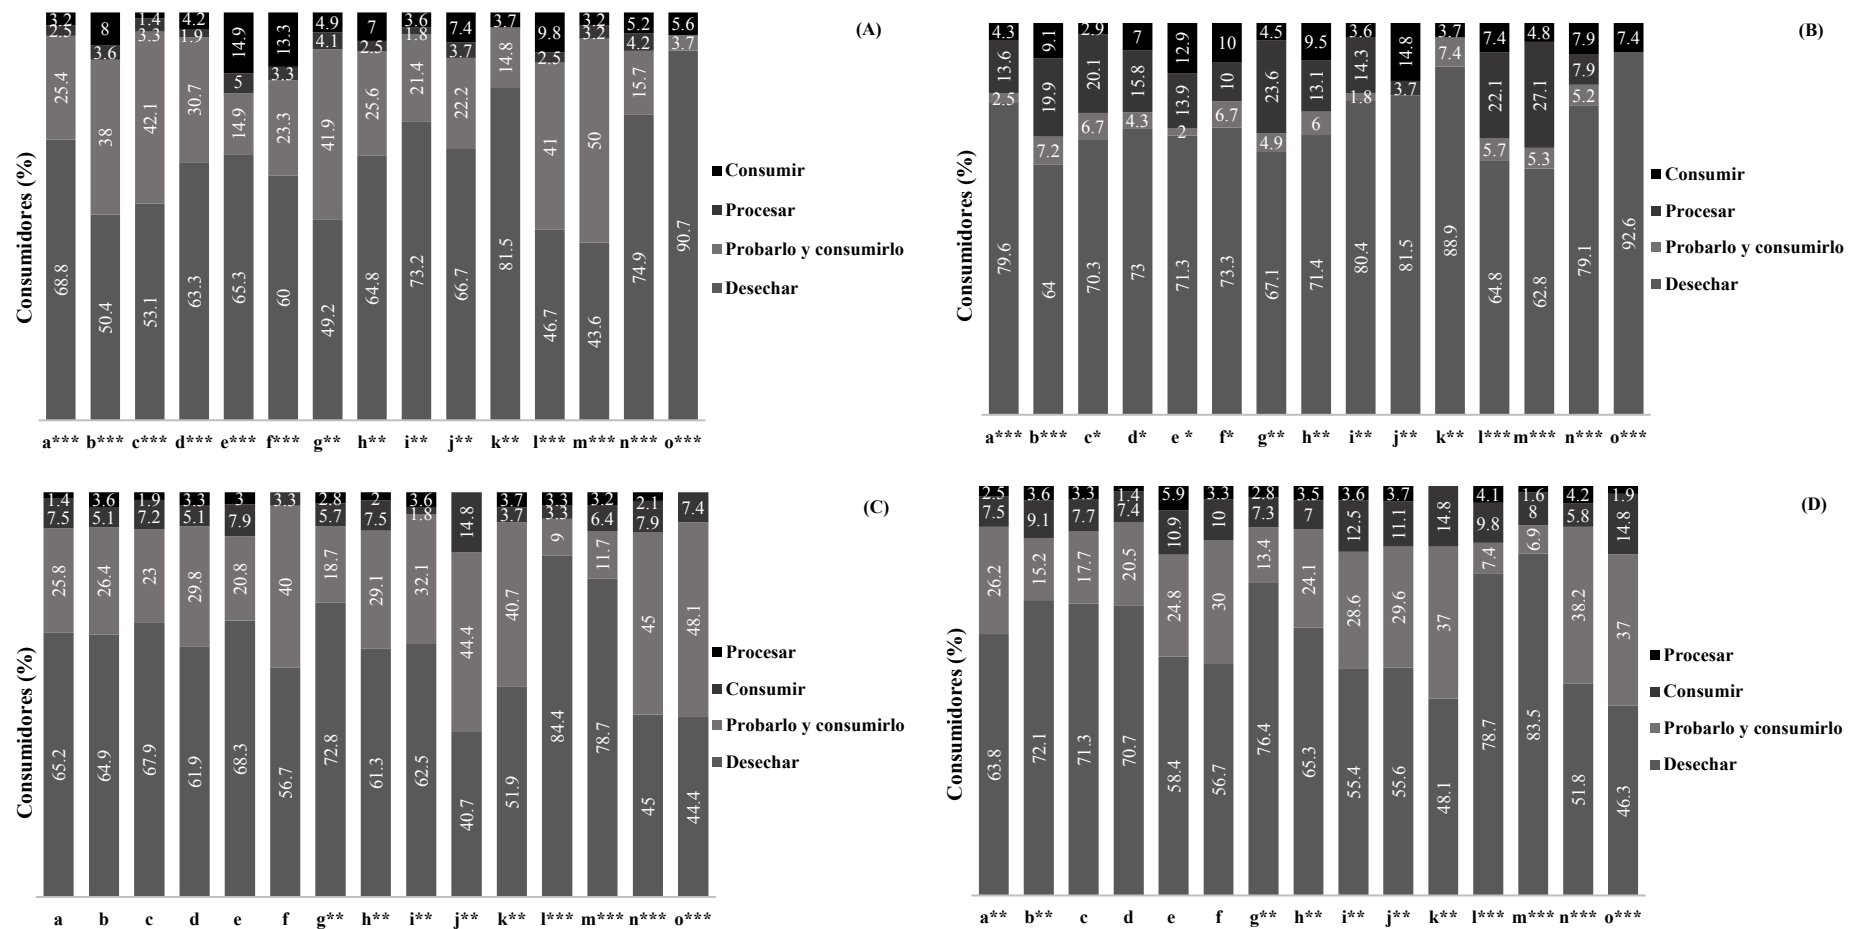 (A)
Consumidores (%)
3.2 8 1.4 4.2 14.9 13.3 4.9 7 3.6 7.4 3.7 9.8 3.2 5.2 5.6
2.5 3.6 3.3 1.9 5 3.3 4.1 2.5 1.8 3.7 14.8 2.5 3.2 4.2 3.7
25.4 38 42.1 30.7 14.9 23.3 41.9 25.6 21.4 22.2 41 50 15.7
68.8 50.4 53.1 63.3 65.3 60 49.2 64.8 73.2 66.7 81.5 46.7 43.6 74.9 90.7
a*** b*** c*** d*** e*** f*** g** h** i** j** k** l*** m*** n*** o***
Consumir
Procesar
Probarlo y consumirlo
Desechar
(B)
Consumidores (%)
4.3 9.1 2.9 7 12.9 10 4.5 9.5 3.6 14.8 3.7 7.4 4.8 7.9 7.4
13.6 19.9 20.1 15.8 13.9 10 23.6 13.1 14.3 3.7 7.4 22.1 27.1 7.9
2.5 7.2 6.7 4.3 2 6.7 4.9 6 1.8 5.7 5.3 5.2
79.6 64 70.3 73 71.3 73.3 67.1 71.4 80.4 81.5 88.9 64.8 62.8 79.1 92.6
a*** b*** c* d* e * f* g** h** i** j** k** l*** m*** n*** o***
Consumir
Procesar
Probarlo y consumirlo
Desechar
(C)
Consumidores (%)
1.4 3.6 1.9 3.3 3 3.3 2.8 2 3.6 14.8 3.7 3.3 3.2 2.1 7.4
7.5 5.1 7.2 5.1 7.9 5.7 7.5 1.8 3.7 3.3 6.4 7.9
25.8 26.4 23 29.8 20.8 40 18.7 29.1 32.1 44.4 40.7 9 11.7 45 48.1
65.2 64.9 67.9 61.9 68.3 56.7 72.8 61.3 62.5 40.7 51.9 84.4 78.7 45 44.4
a b c d e f g** h** i** j** k** l*** m*** n*** o***
Procesar
Consumir
Probarlo y consumirlo
Desechar
(D)
Consumidores (%)
2.5 3.6 3.3 1.4 5.9 3.3 2.8 3.5 3.6 3.7 14.8 4.1 1.6 4.2 1.9
7.5 9.1 7.7 7.4 10.9 10 7.3 7 12.5 11.1 9.8 8 5.8 14.8
26.2 15.2 17.7 20.5 24.8 30 13.4 24.1 28.6 29.6 37 7.4 6.9 38.2 37
63.8 72.1 71.3 70.7 58.4 56.7 76.4 65.3 55.4 55.6 48.1 78.7 83.5 51.8 46.3
a** b** c d e f g** h** i** j** k** l*** m*** n*** o***
Procesar
Consumir
Probarlo y consumirlo
Desechar